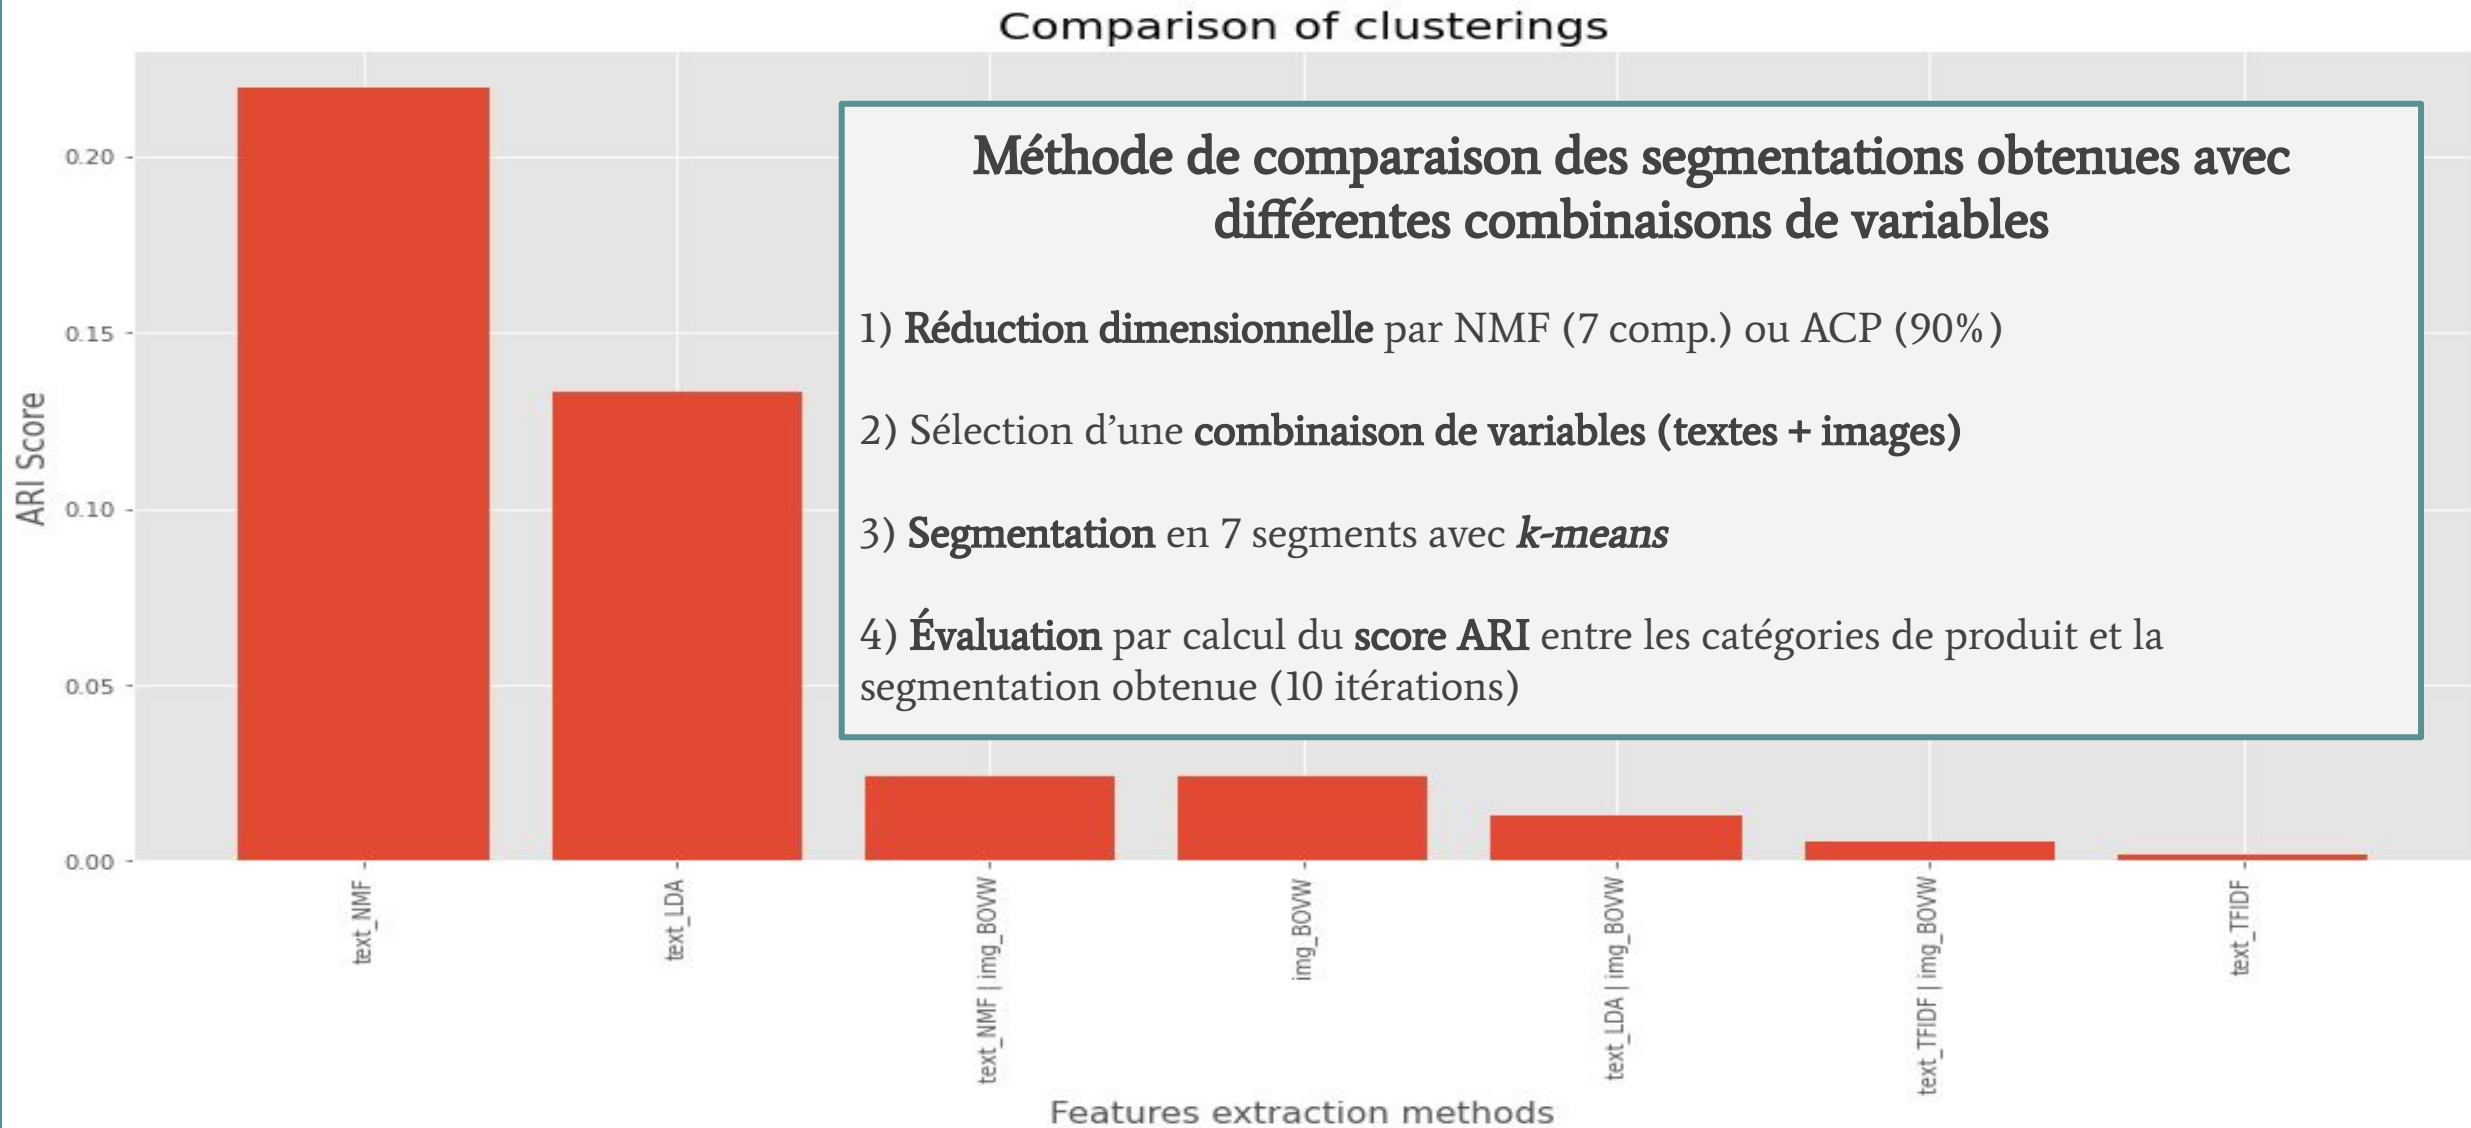 Comparison of clusterings
ARI Score
0.20
0.15
0.10
0.05
0.00
Méthode de comparaison des segmentations obtenues avec
différentes combinaisons de variables
1) Réduction dimensionnelle par NMF (7 comp.) ou ACP (90%)
2) Sélection d’une combinaison de variables (textes + images)
3) Segmentation en 7 segments avec k-means
4) Évaluation par calcul du score ARI entre les catégories de produit et la
segmentation obtenue (10 itérations)
text_NMF
text_LDA
text_NMF | img_BOVW
img_BOVW
text_LDA | img_BOVW
text_TFIDF | img_BOVW
text_TFIDF
Features extraction methods